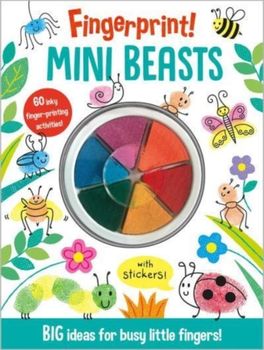 Fingerprint!
MINI BEASTS
60 inky
finger-printing
activities!
with
stickers!
BIG ideas for busy little fingers!